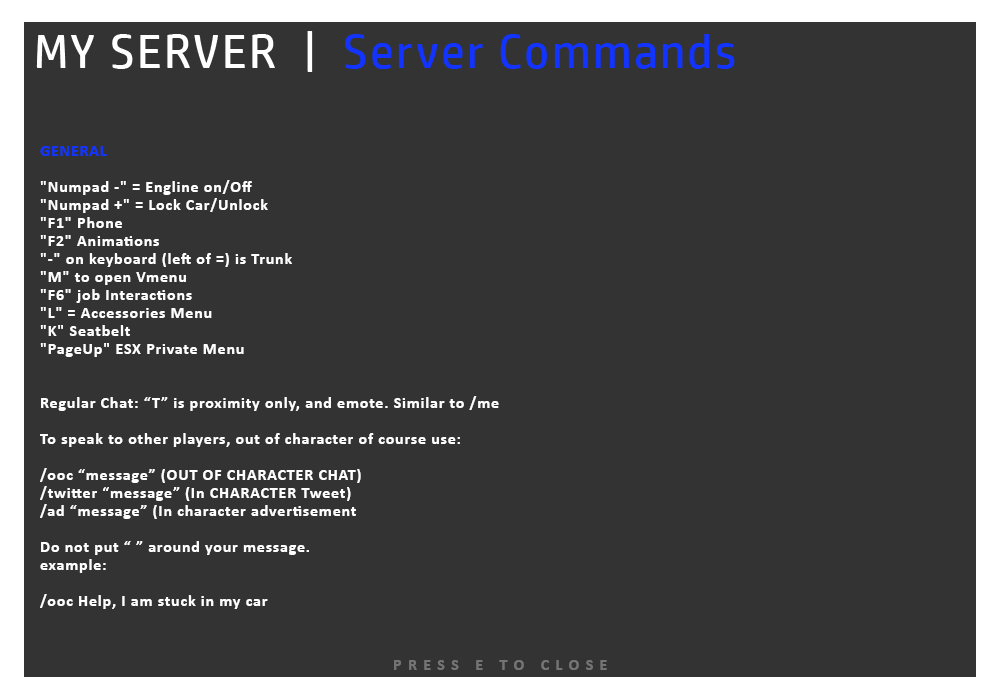 MY SERVER | Server Commands
GENERAL
"Numpad -" = Engline on/Off
"Numpad +" = Lock Car/Unlock
"F1" Phone
"F2" Animations
"-" on keyboard (left of =) is Trunk
"M" to open Vmenu
"F6" job Interactions
"L" = Accessories Menu
"K" Seatbelt
"PageUp" ESX Private Menu
Regular Chat: “T” is proximity only, and emote. Similar to /me
To speak to other players, out of character of course use:
/ooc “message” (OUT OF CHARACTER CHAT)
/twitter “message” (In CHARACTER Tweet)
/ad “message” (In character advertisement
Do not put “ ” around your message.
example:
/ooc Help, I am stuck in my car
PRESS E TO CLOSE